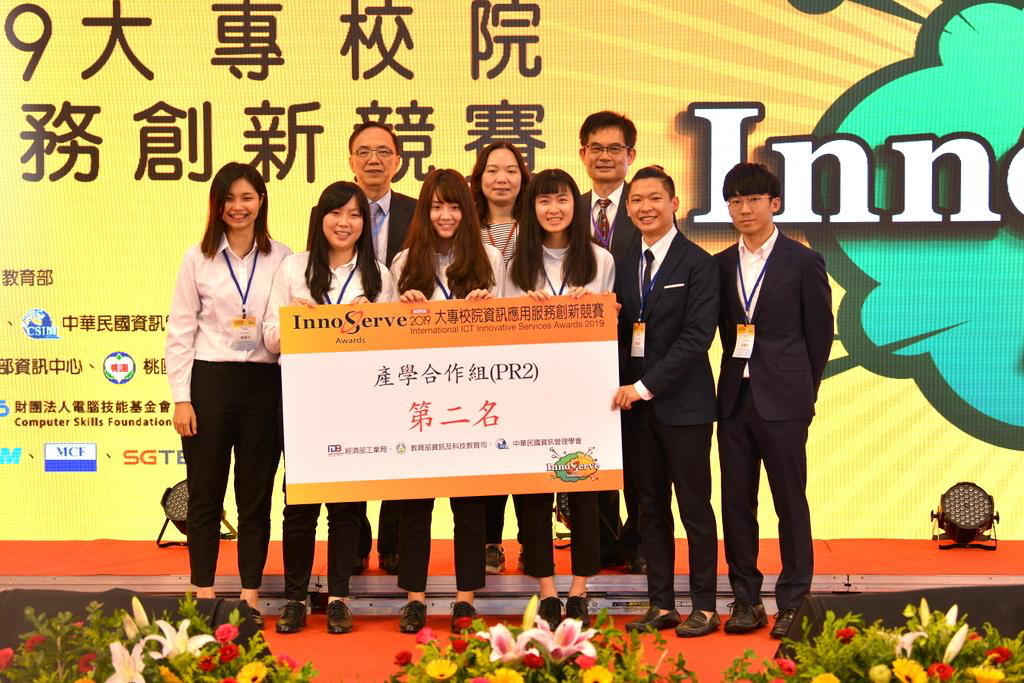 9大專校院
務創新競賽
Inno
教育部
、CSIM 中華民國資訊
部資訊中心、桃園 桃
財團法人電腦技能基金會
Computer Skills Foundation
M、MCF、SGTE
InnoServe
Awards
2019 大專校院資訊應用服務創新競賽
International ICT Innovative Services Awards 2019
產學合作組(PR2)
第二名
IDB 經濟部工業局、教育部資訊及科技教育司、中華民國資訊管理學會
InnoServe